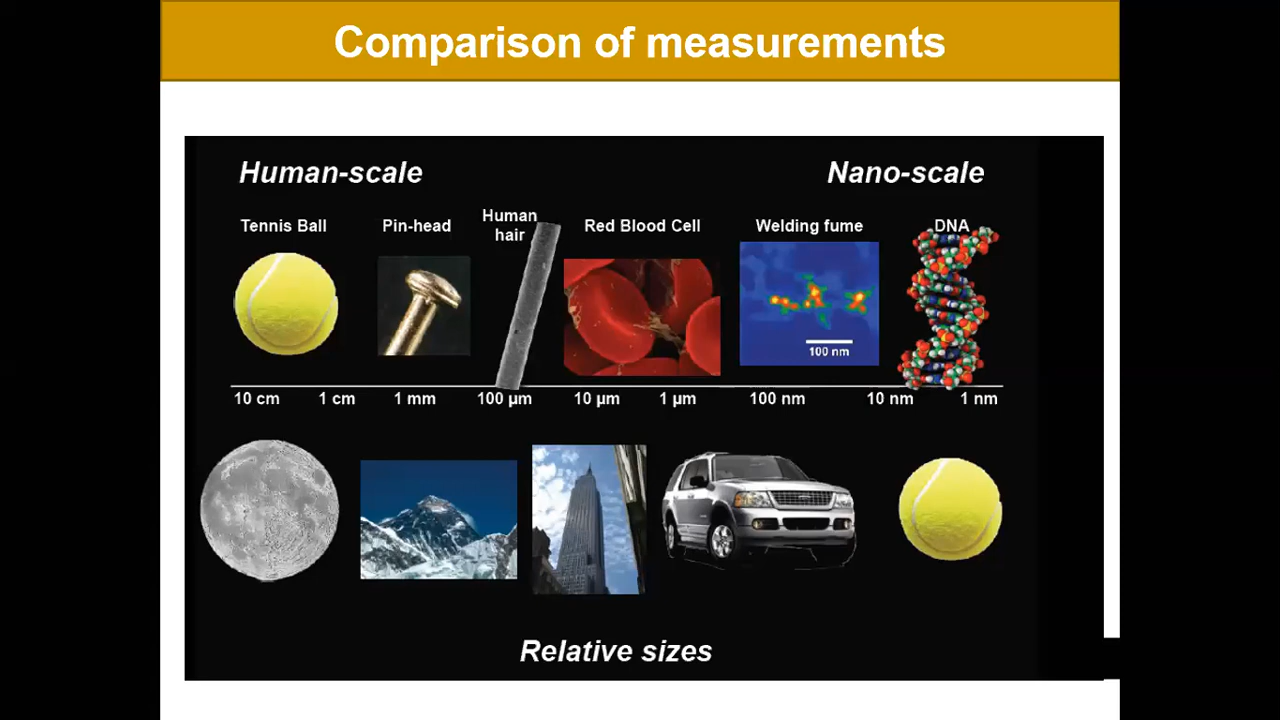 Comparison of measurements
Human-scale
Nano-scale
Tennis Ball
Pin-head
Human
hair
Red Blood Cell
Welding fume
DNA
100 nm
10 cm 1 cm 1 mm 100 µm 10 µm 1 µm 100 nm 10 nm 1 nm
Relative sizes